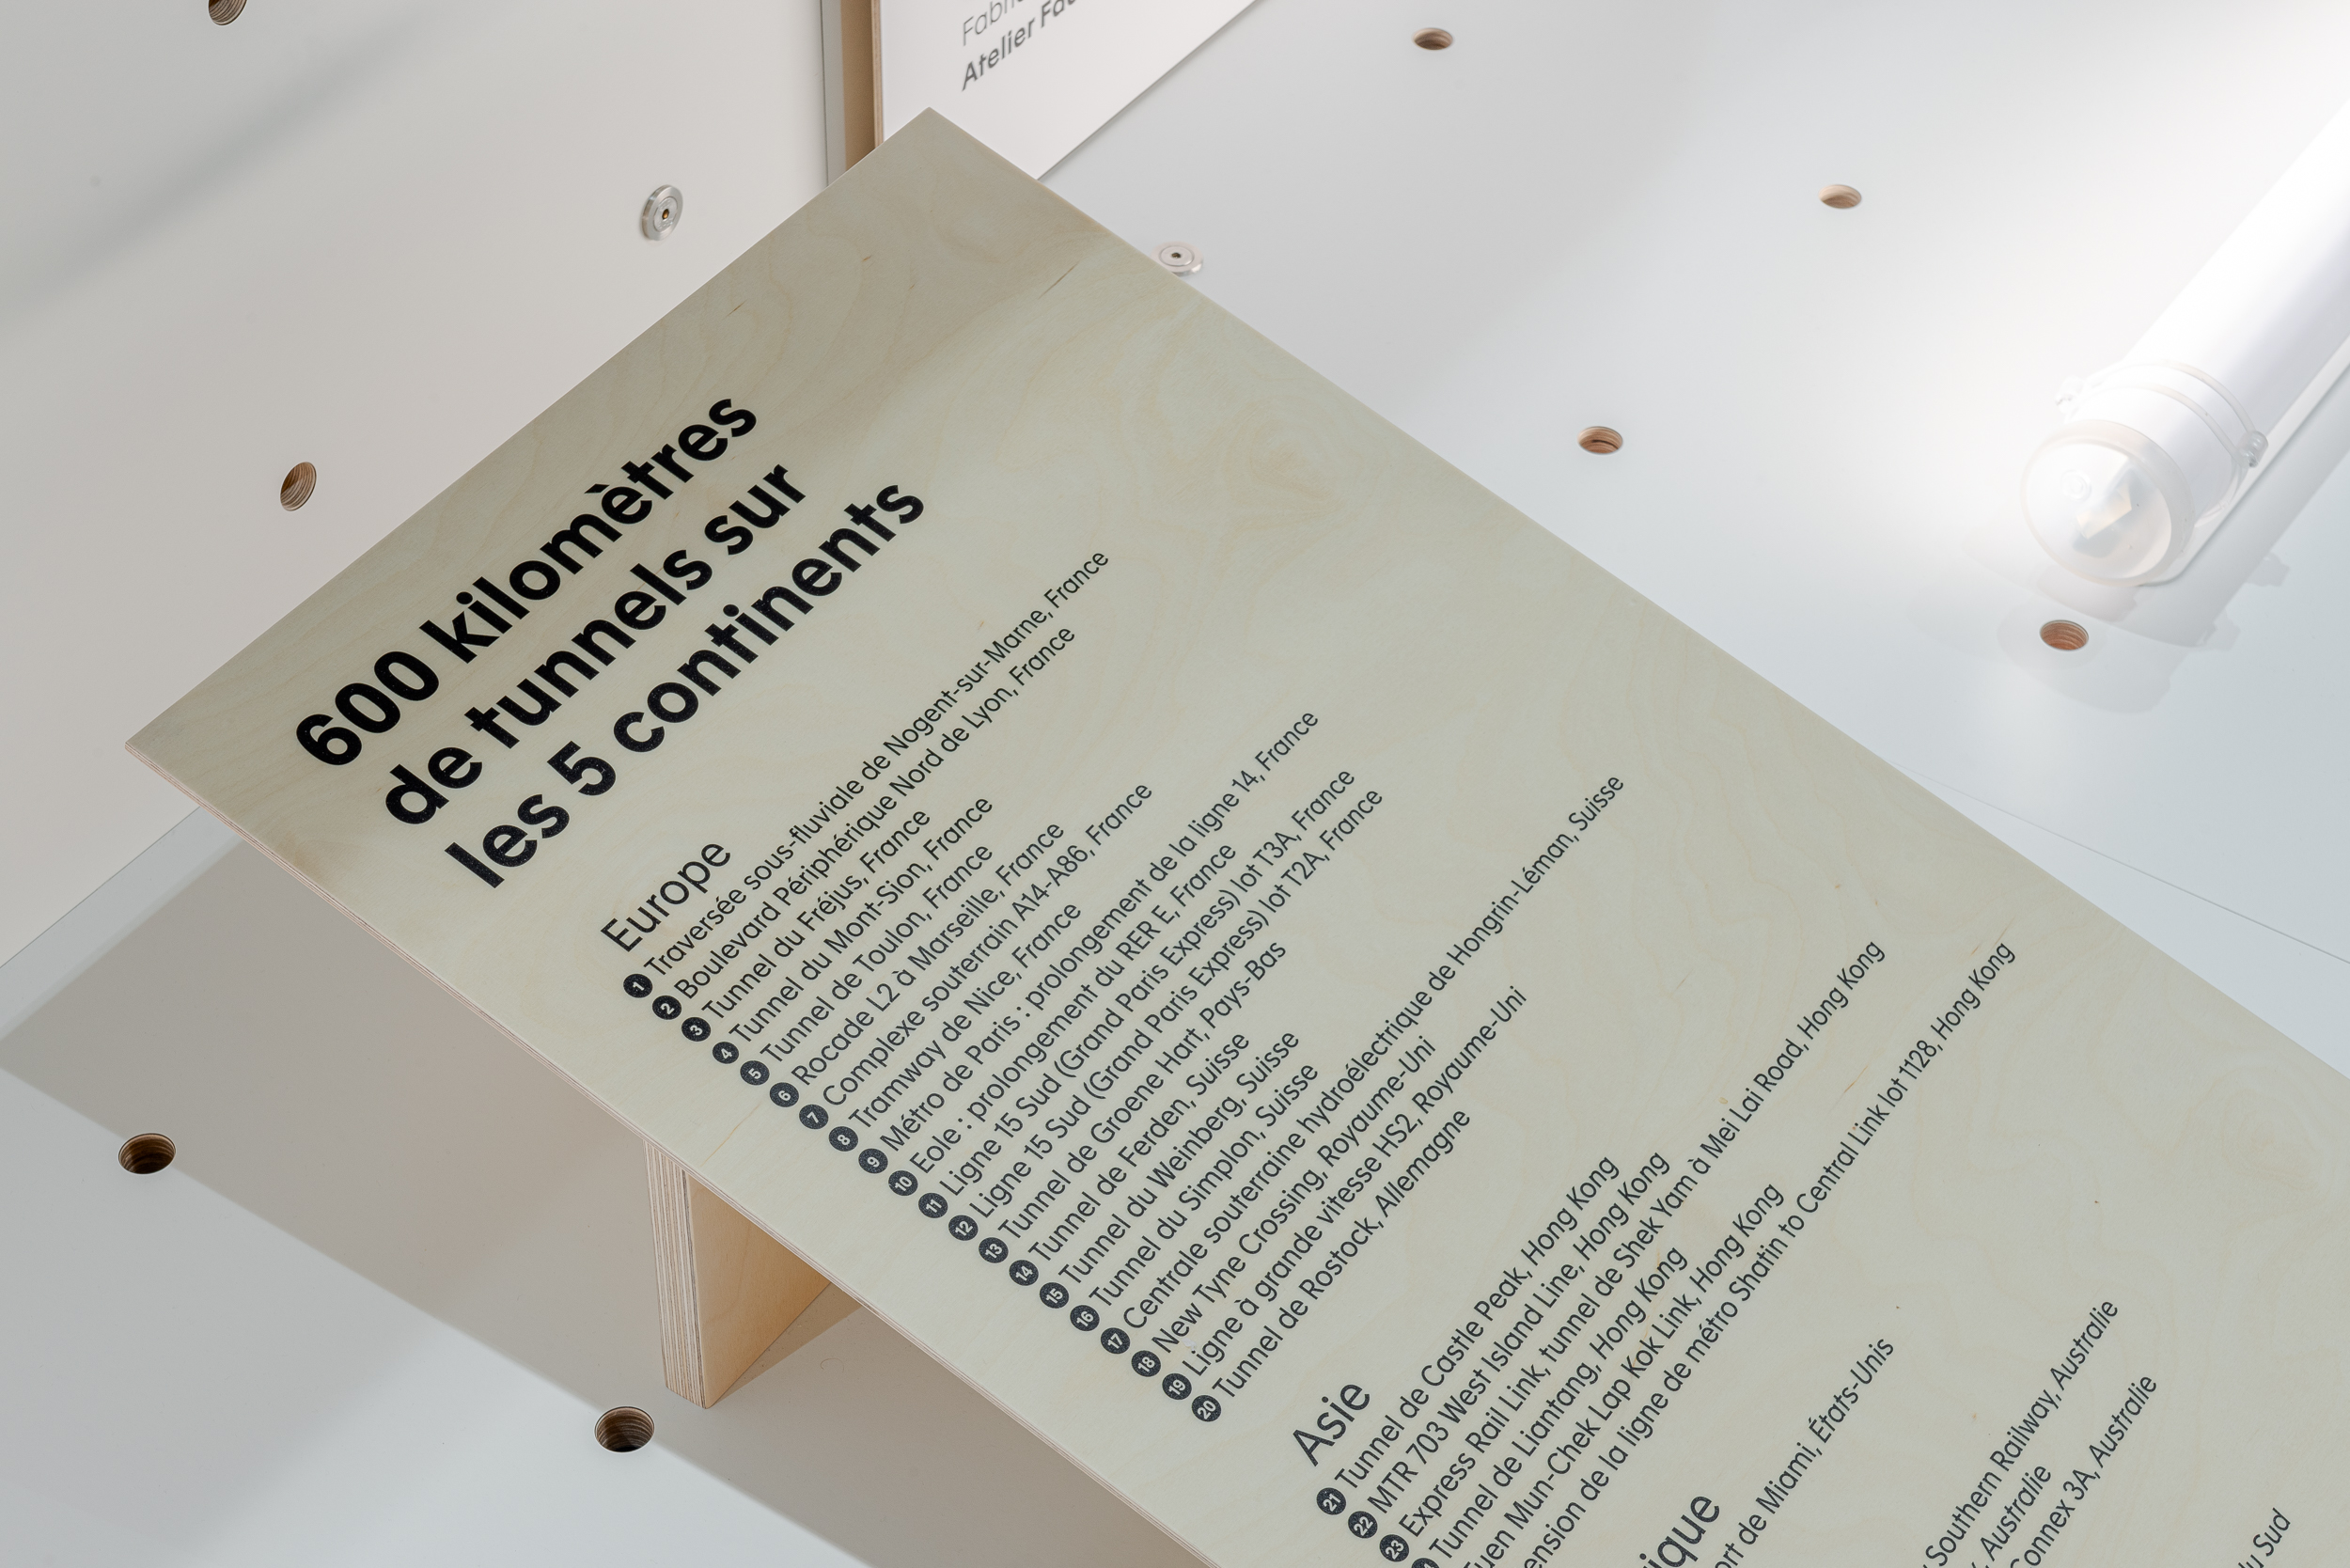 Atelier
600 kilomètres
de tunnels sur
les 5 continents
Europe
1 Traversée sous-fluviale de Nogent-sur-Marne, France
2 Boulevard Périphérique Nord de Lyon, France
3 Tunnel du Fréjus, France
4 Tunnel du Mont-Sion, France
5 Tunnel de Toulon, France
6 Rocade L2 à Marseille, France
7 Complexe souterrain A14-A86, France
8 Tramway de Nice, France
9 Métro de Paris : prolongement de la ligne 14, France
10 Eole : prolongement du RER E, France
11 Ligne 15 Sud (Grand Paris Express) lot T3A, France
12 Ligne 15 Sud (Grand Paris Express) lot T2A, France
13 Tunnel de Groene Hart, Pays-Bas
14 Tunnel de Ferden, Suisse
15 Tunnel du Weinberg, Suisse
16 Tunnel du Simplon, Suisse
17 Centrale souterraine hydroélectrique de Hongrin-Léman, Suisse
18 New Tyne Crossing, Royaume-Uni
19 Ligne à grande vitesse HS2, Royaume-Uni
20 Tunnel de Rostock, Allemagne
Asie
21 Tunnel de Castle Peak, Hong Kong
22 MTR 703 West Island Line, Hong Kong
23 Express Rail Link, tunnel de Shek Yam à Mei Lai Road, Hong Kong
Tunnel de Liantang, Hong Kong
Mun-Chek Lap Kok Link, Hong Kong
de la ligne de métro Shatin to Central Link lot 1128, Hong Kong
de Miami, États-Unis
Southern Railway, Australie
Australie
3A, Australie
Sud